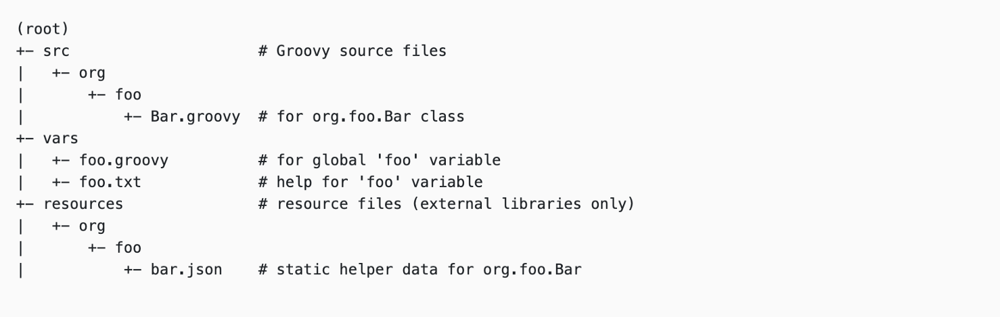 (root)
+- src                     # Groovy source files
|   +- org
|       +- foo
|           +- Bar.groovy  # for org.foo.Bar class
+- vars
|   +- foo.groovy          # for global 'foo' variable
|   +- foo.txt             # help for 'foo' variable
+- resources               # resource files (external libraries only)
|   +- org
|       +- foo
|           +- bar.json    # static helper data for org.foo.Bar